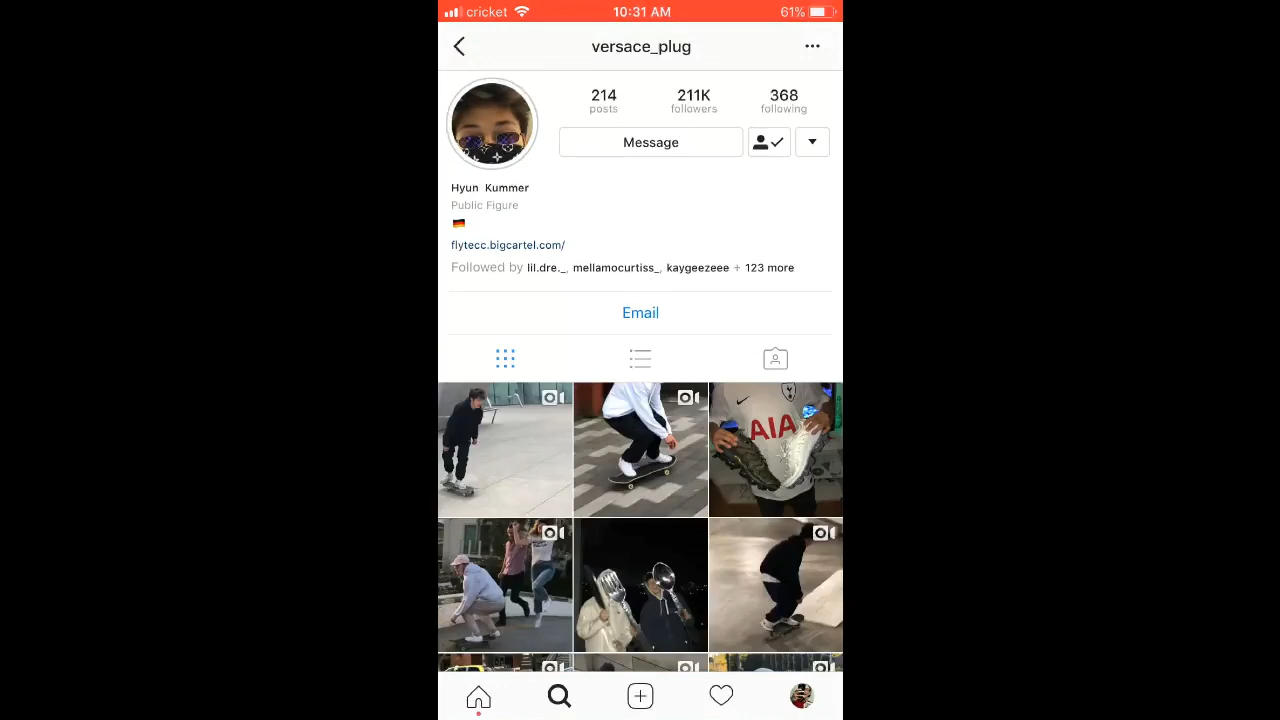 cricket 10:31 AM 61%
versace_plug
214 211K 368
posts followers following
Message
Hyun Kummer
Public Figure
flytecc.bigcartel.com/
Followed by lil.dre._, mellamocurtiss_, kaygeezeee + 123 more
Email
AIA